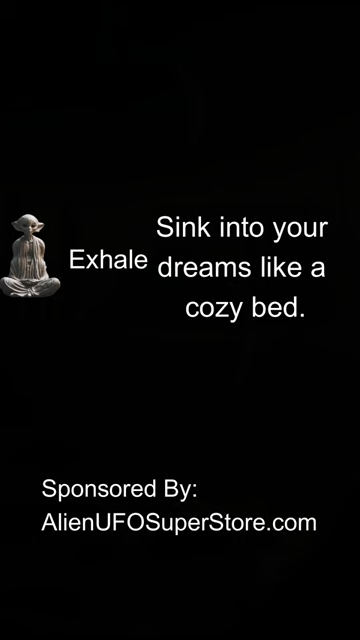 Exhale
Sink into your
dreams like a
cozy bed.
Sponsored By:
AlienUFOSuperStore.com